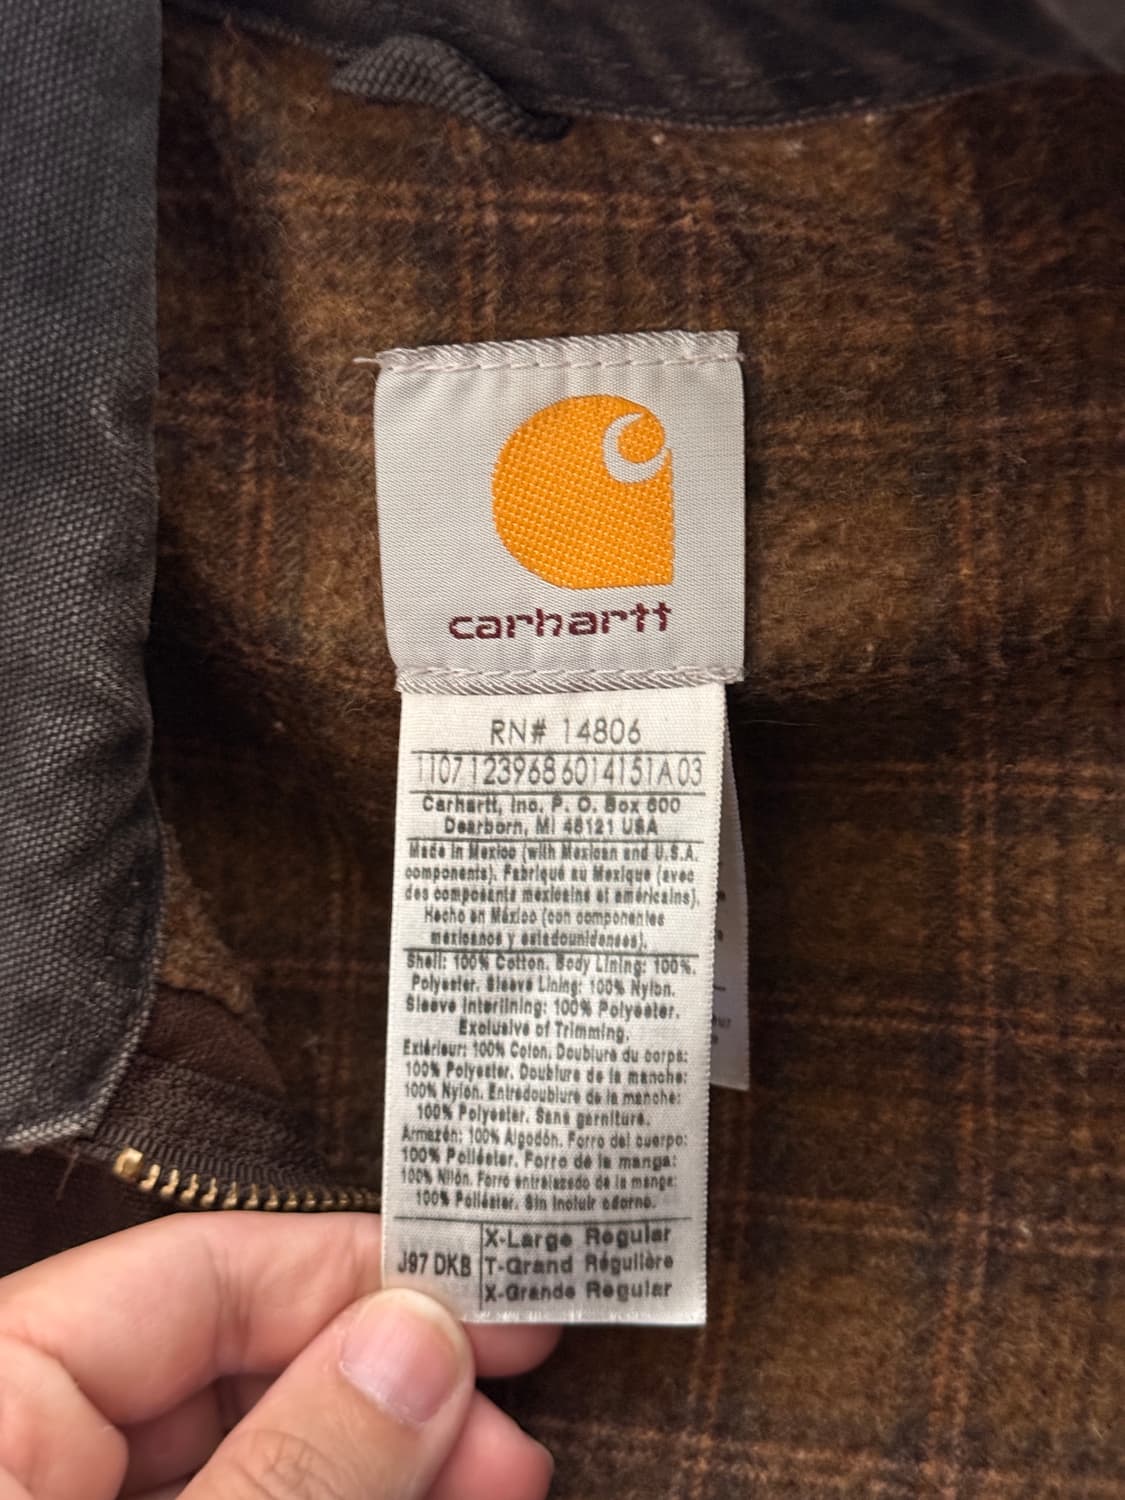 carhartt
RN# 14806
11071239686014151A03
Carhartt, Inc. P. O. Box 600
Dearborn, MI 48121 USA
Made in Mexico (with Mexican and U.S.A.
components). Fabriqué au Mexique (avec
des composants mexicains et américains).
Hecho en México (con componentes
mexicanos y estadounidenses).
Shell: 100% Cotton. Body Lining: 100%.
Polyester. Sleeve Lining: 100% Nylon.
Sleeve Interlining: 100% Polyester.
Exclusive of Trimming.
Extérieur: 100% Coton. Doublure du corps:
100% Polyester. Doublure de la manche:
100% Nylon. Entredoublure de la manche:
100% Polyester. Sans garniture.
Armazón: 100% Algodón. Forro del cuerpo:
100% Poliéster. Forro de la manga:
100% Nilón. Forro entrelazado de la manga:
100% Poliéster. Sin incluir adorno.
J97 DKB
X-Large Regular
T-Grand Régulière
X-Grande Regular